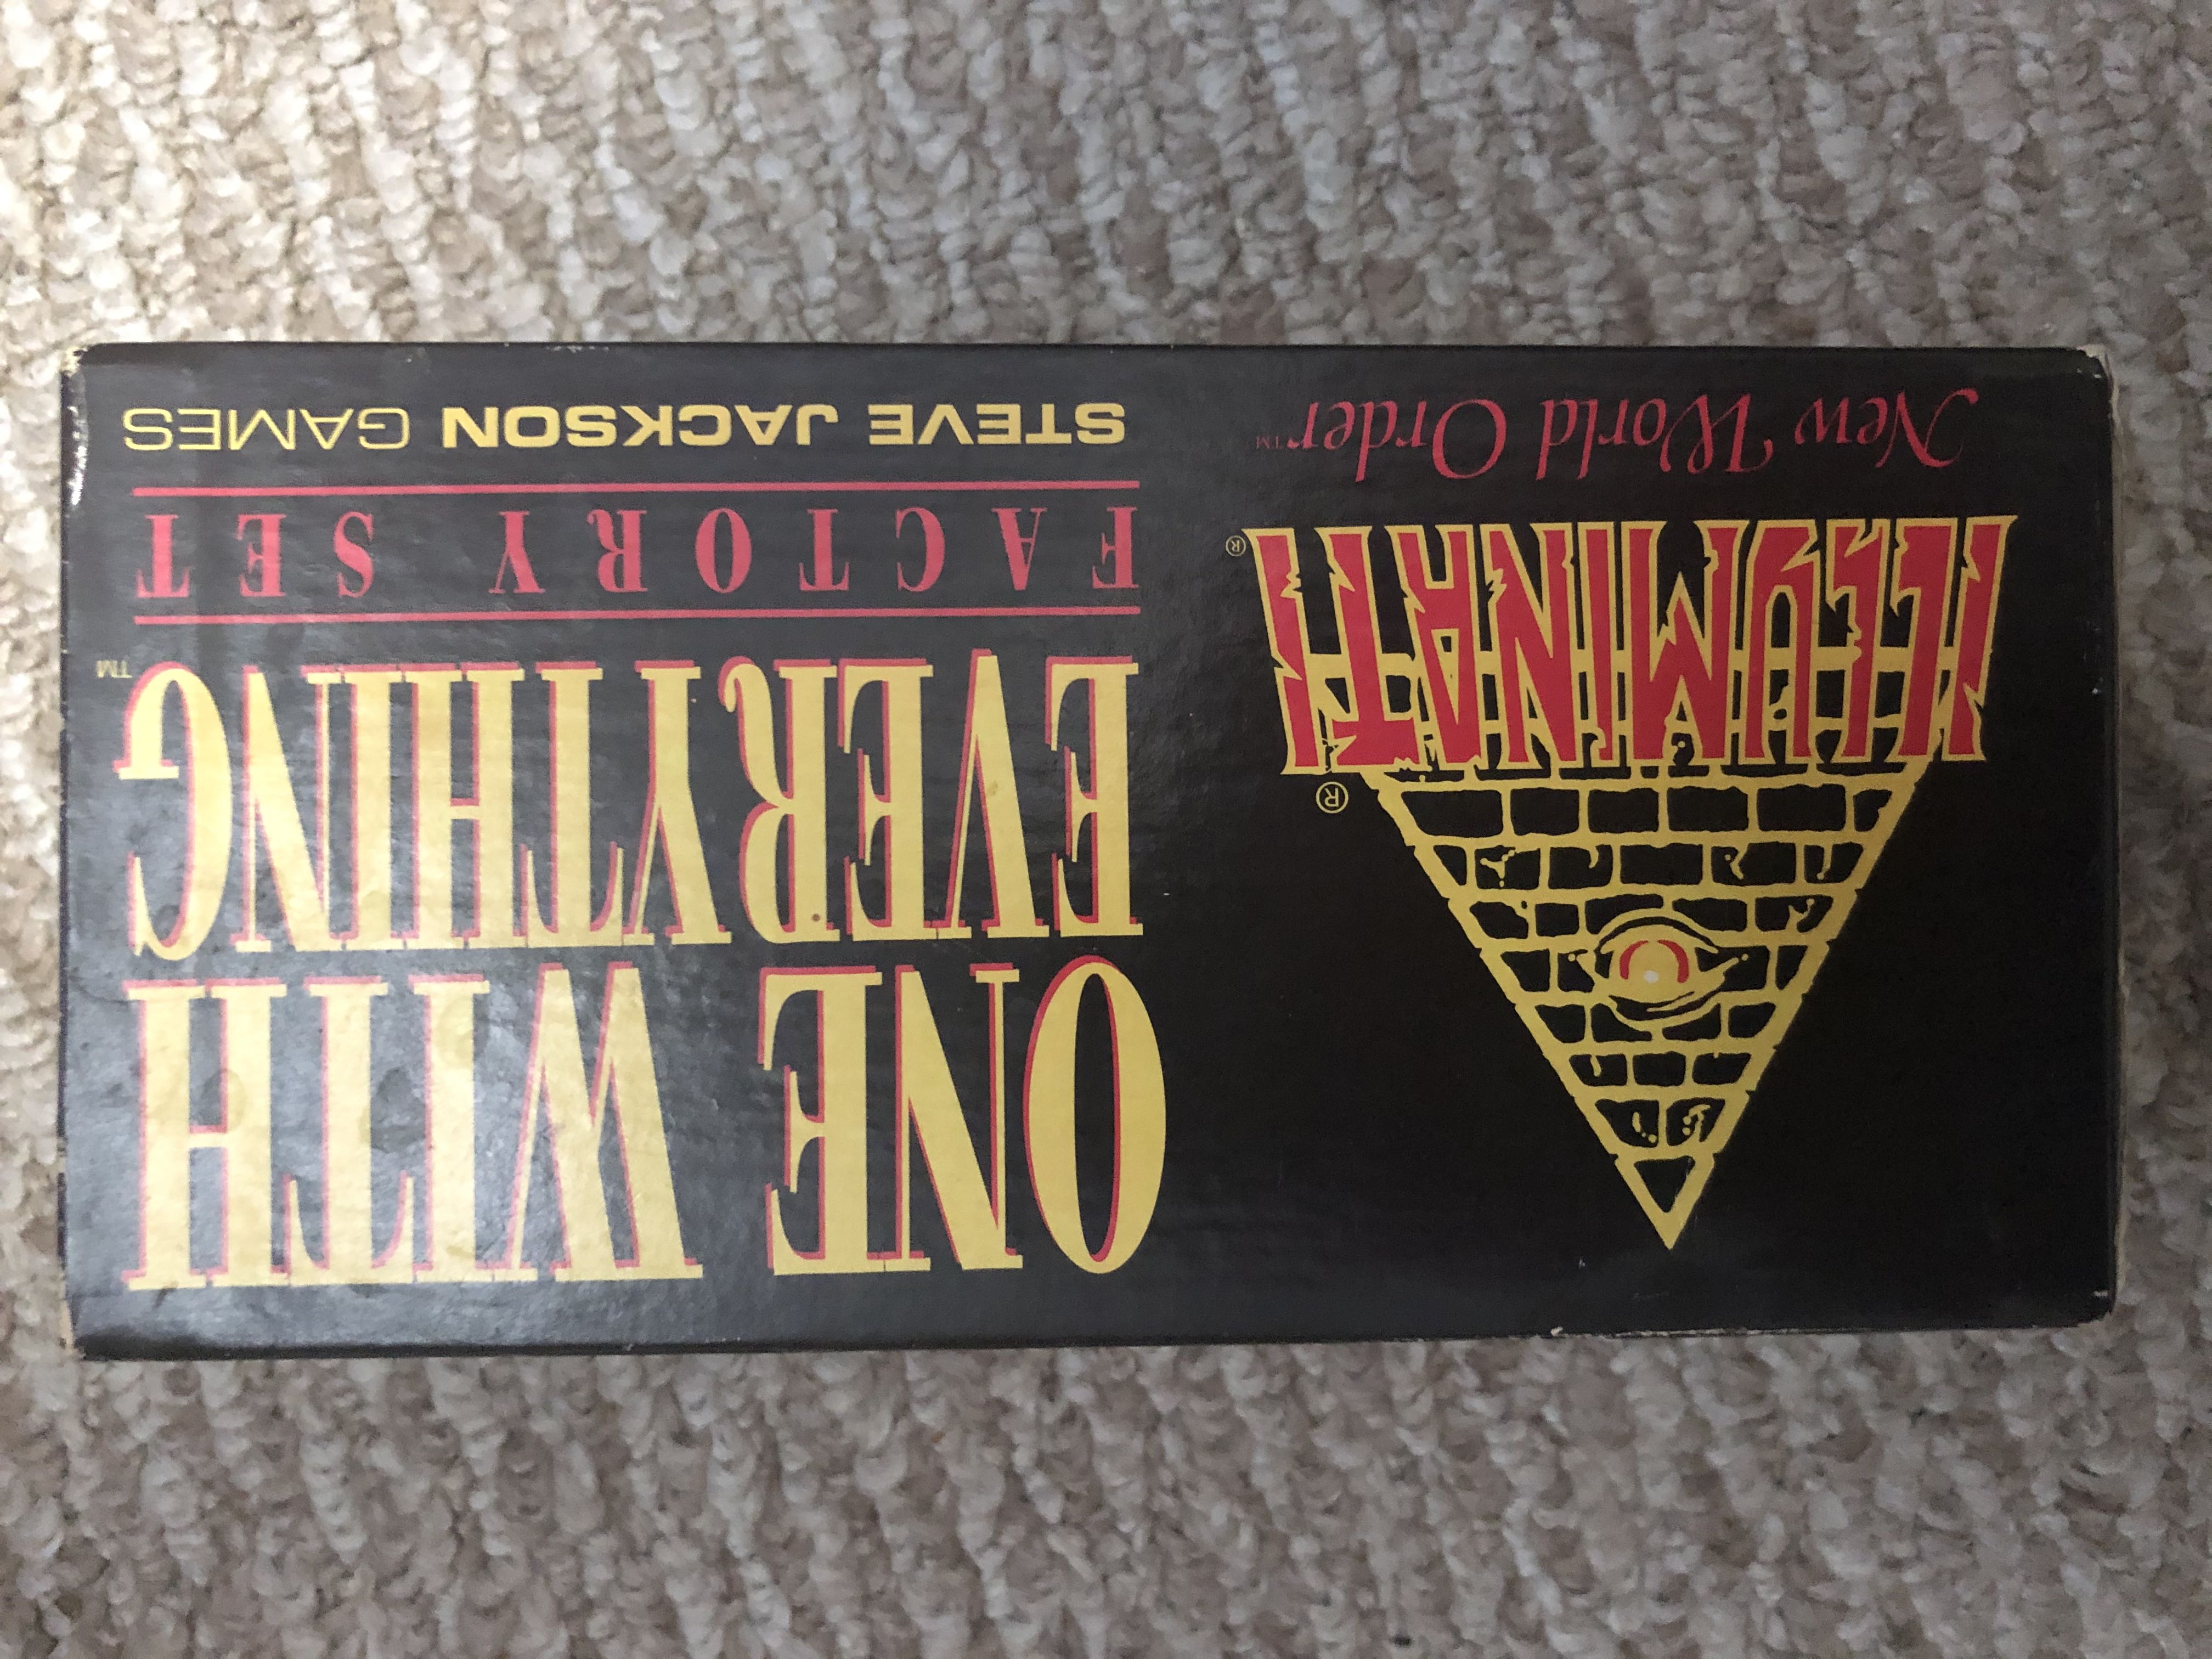 ILLUMINATI®
®
New World Order™
ONE WITH
EVERYTHING™
FACTORY SET
STEVE JACKSON GAMES